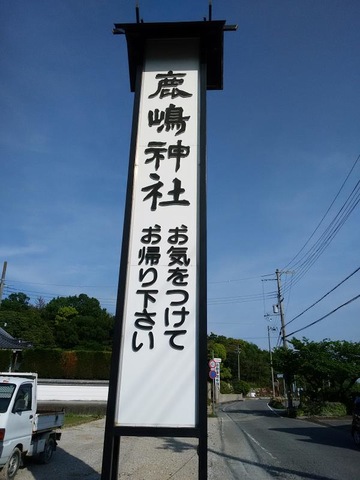 鹿嶋神社
お気をつけて
お帰り下さい